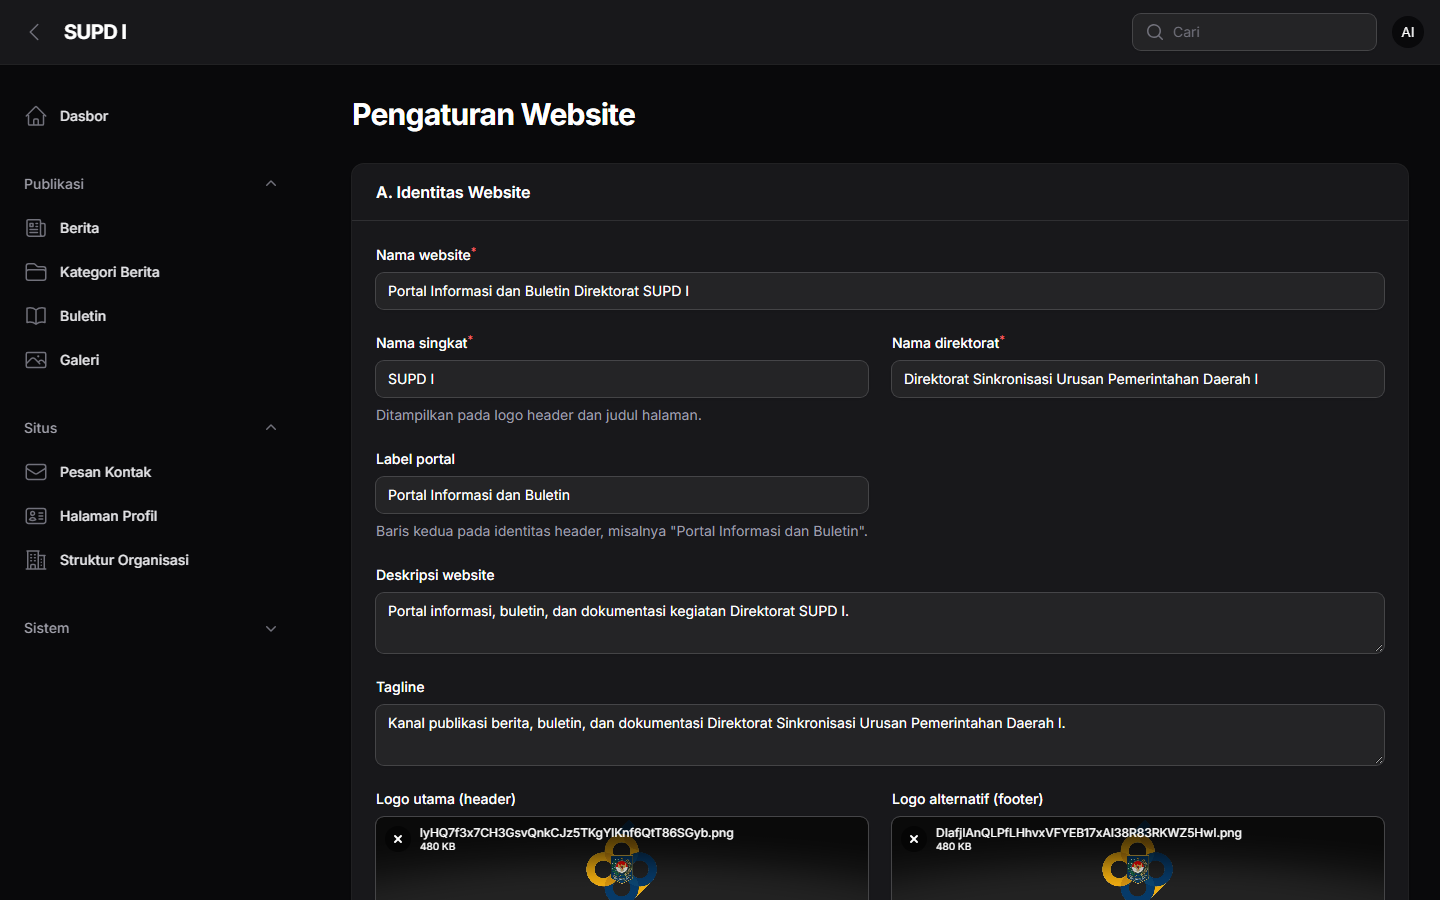 SUPD I
Cari
AI
Dasbor
Publikasi
Berita
Kategori Berita
Buletin
Galeri
Situs
Pesan Kontak
Halaman Profil
Struktur Organisasi
Sistem
Pengaturan Website
A. Identitas Website
Nama website*
Portal Informasi dan Buletin Direktorat SUPD I
Nama singkat*
SUPD I
Ditampilkan pada logo header dan judul halaman.
Nama direktorat*
Direktorat Sinkronisasi Urusan Pemerintahan Daerah I
Label portal
Portal Informasi dan Buletin
Baris kedua pada identitas header, misalnya "Portal Informasi dan Buletin".
Deskripsi website
Portal informasi, buletin, dan dokumentasi kegiatan Direktorat SUPD I.
Tagline
Kanal publikasi berita, buletin, dan dokumentasi Direktorat Sinkronisasi Urusan Pemerintahan Daerah I.
Logo utama (header)
480 KB
Logo alternatif (footer)
480 KB